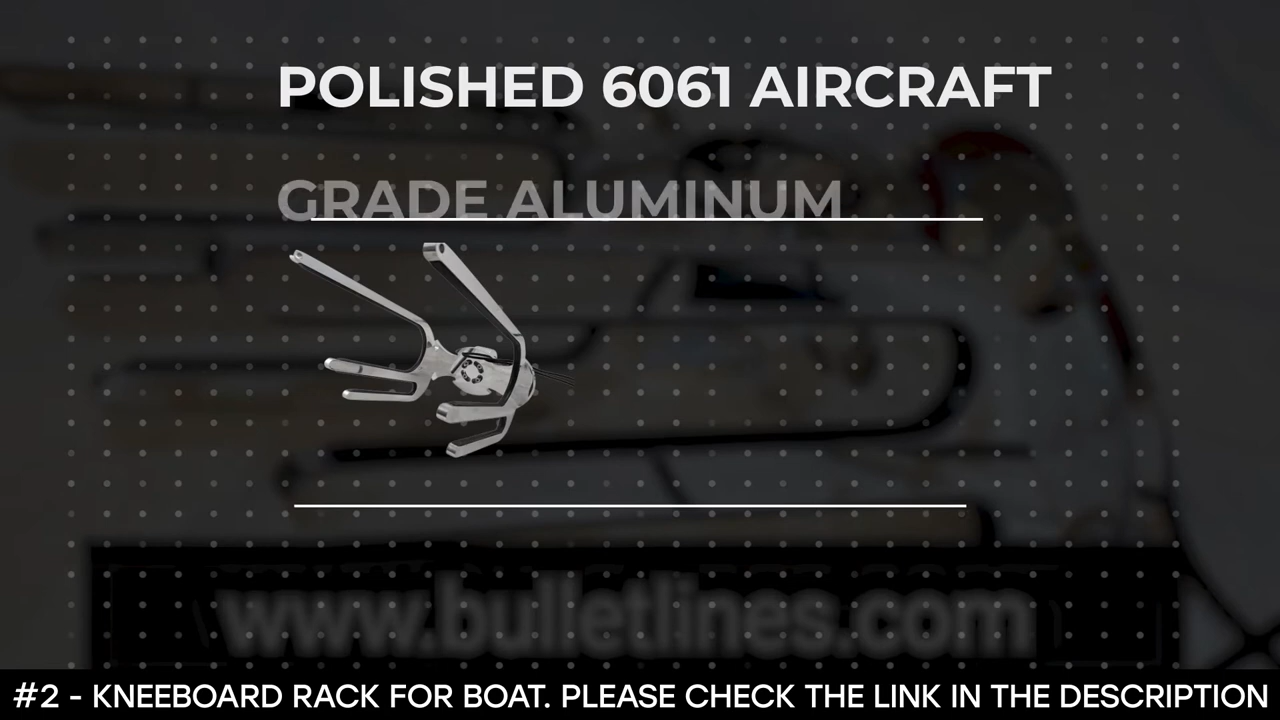 POLISHED 6061 AIRCRAFT
GRADE ALUMINUM
www.bulletlines.com
#2 - KNEEBOARD RACK FOR BOAT. PLEASE CHECK THE LINK IN THE DESCRIPTION